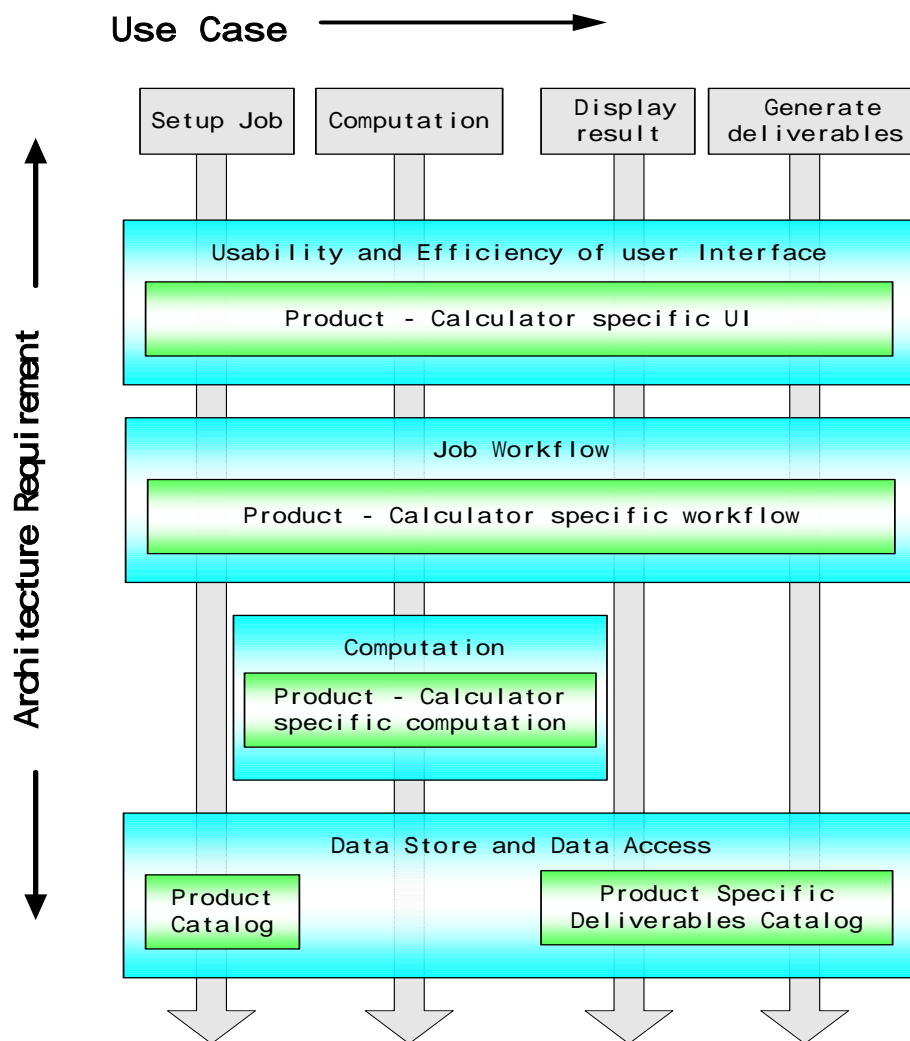 Use Case
Setup Job
Computation
Display
result
Generate
deliverables
Architecture Requirement
Usability and Efficiency of user Interface
Product - Calculator specific UI
Job Workflow
Product - Calculator specific workflow
Computation
Product - Calculator
specific computation
Data Store and Data Access
Product
Catalog
Product Specific
Deliverables Catalog